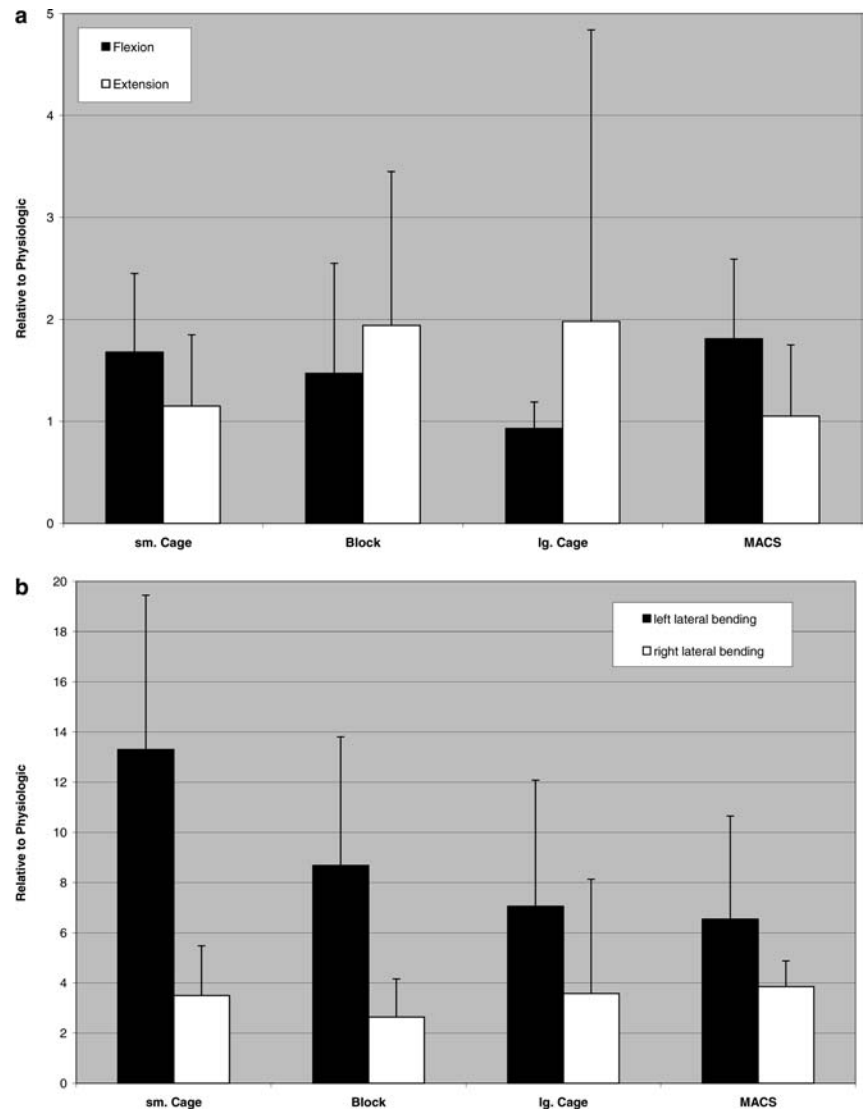 a
5
4
3
2
1
0
Relative to Physiologic
Flexion
Extension
sm. Cage Block lg. Cage MACS
b
20
18
16
14
12
10
8
6
4
2
0
Relative to Physiologic
left lateral bending
right lateral bending
sm. Cage Block lg. Cage MACS